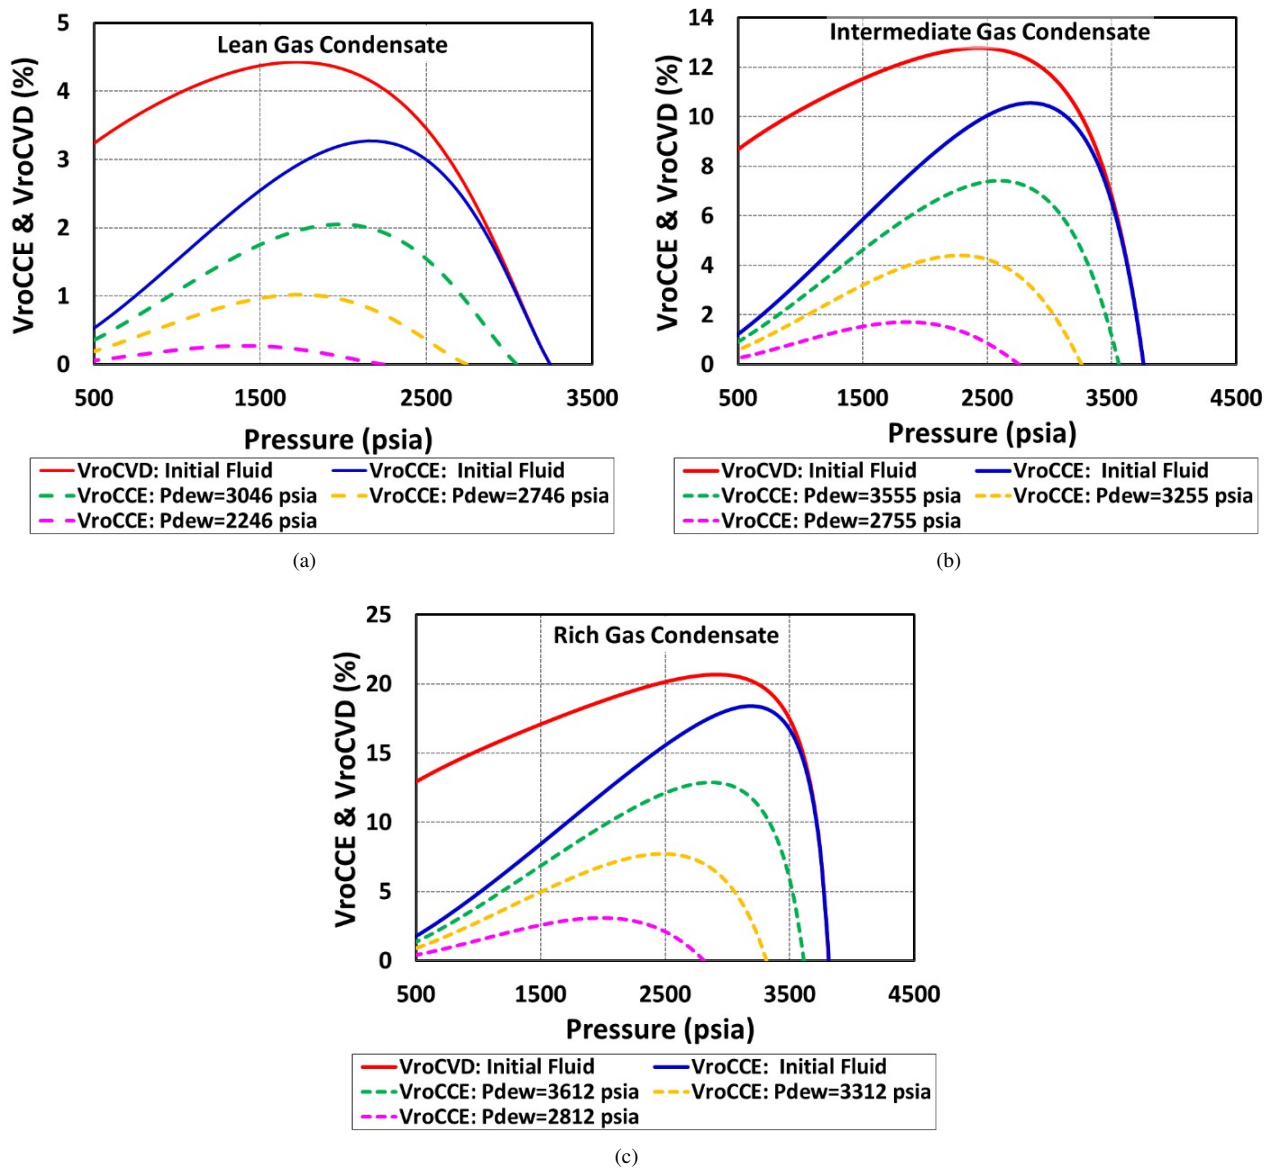 Lean Gas Condensate
VroCCE & VroCVD (%)
5
4
3
2
1
0
500 1500 2500 3500
Pressure (psia)
VroCVD: Initial Fluid VroCCE: Initial Fluid
VroCCE: Pdew=3046 psia VroCCE: Pdew=2746 psia
VroCCE: Pdew=2246 psia
(a)
Intermediate Gas Condensate
VroCCE & VroCVD (%)
14
12
10
8
6
4
2
0
500 1500 2500 3500 4500
Pressure (psia)
VroCVD: Initial Fluid VroCCE: Initial Fluid
VroCCE: Pdew=3555 psia VroCCE: Pdew=3255 psia
VroCCE: Pdew=2755 psia
(b)
Rich Gas Condensate
VroCCE & VroCVD (%)
25
20
15
10
5
0
500 1500 2500 3500 4500
Pressure (psia)
VroCVD: Initial Fluid VroCCE: Initial Fluid
VroCCE: Pdew=3612 psia VroCCE: Pdew=3312 psia
VroCCE: Pdew=2812 psia
(c)